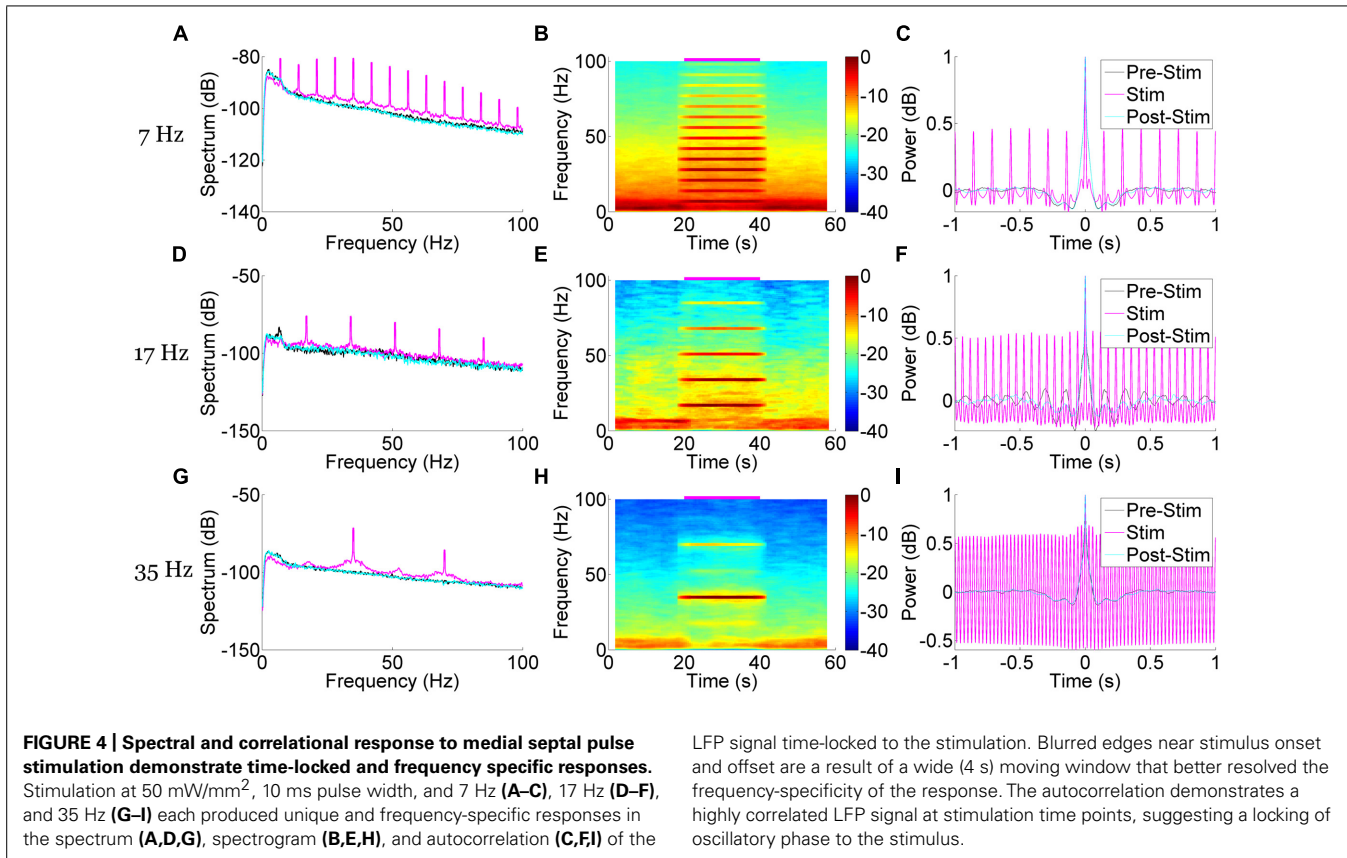 A
B
C
7 Hz
Spectrum (dB)
-80
-100
-120
-140
0
50
100
Frequency (Hz)
Frequency (Hz)
100
50
0
0
20
40
60
Time (s)
0
-10
-20
-30
-40
Power (dB)
1
0.5
0
-1
-0.5
0
0.5
1
Time (s)
Pre-Stim
Stim
Post-Stim
D
E
F
17 Hz
Spectrum (dB)
-50
-100
-150
0
50
100
Frequency (Hz)
Frequency (Hz)
100
50
0
0
20
40
60
Time (s)
0
-10
-20
-30
-40
Power (dB)
1
0.5
0
-1
-0.5
0
0.5
1
Time (s)
Pre-Stim
Stim
Post-Stim
G
H
I
35 Hz
Spectrum (dB)
-50
-100
-150
0
50
100
Frequency (Hz)
Frequency (Hz)
100
50
0
0
20
40
60
Time (s)
0
-10
-20
-30
-40
Power (dB)
1
0.5
0
-0.5
-1
-0.5
0
0.5
1
Time (s)
Pre-Stim
Stim
Post-Stim
FIGURE 4 | Spectral and correlational response to medial septal pulse
stimulation demonstrate time-locked and frequency specific responses.
Stimulation at 50 mW/mm², 10 ms pulse width, and 7 Hz (A–C), 17 Hz (D–F),
and 35 Hz (G–I) each produced unique and frequency-specific responses in
the spectrum (A,D,G), spectrogram (B,E,H), and autocorrelation (C,F,I) of the
LFP signal time-locked to the stimulation. Blurred edges near stimulus onset
and offset are a result of a wide (4 s) moving window that better resolved the
frequency-specificity of the response. The autocorrelation demonstrates a
highly correlated LFP signal at stimulation time points, suggesting a locking of
oscillatory phase to the stimulus.